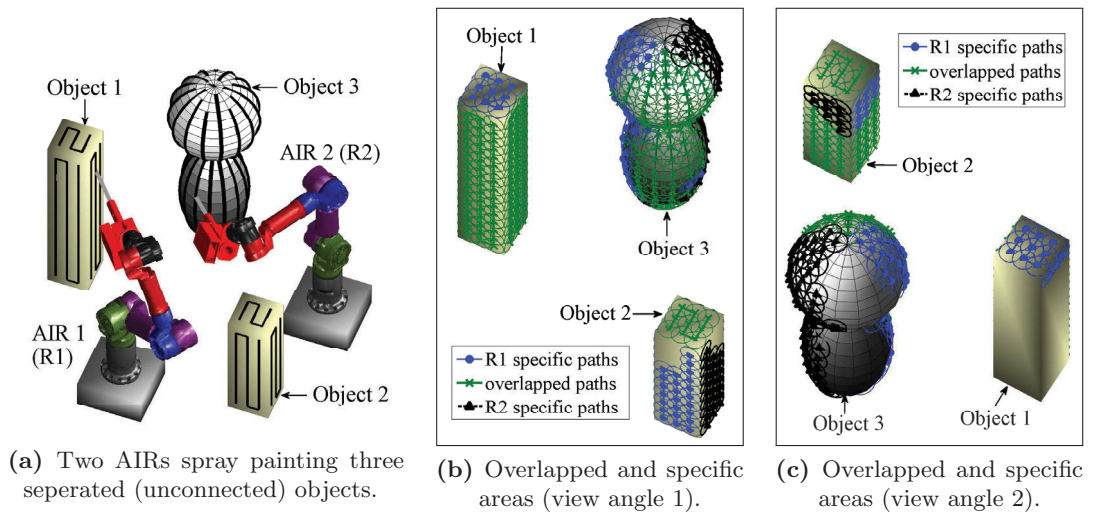 Object 1
Object 3
AIR 2 (R2)
AIR 1
(R1)
Object 2
(a) Two AIRs spray painting three
seperated (unconnected) objects.
Object 1
Object 3
Object 2
R1 specific paths
overlapped paths
R2 specific paths
(b) Overlapped and specific
areas (view angle 1).
R1 specific paths
overlapped paths
R2 specific paths
Object 2
Object 3
Object 1
(c) Overlapped and specific
areas (view angle 2).